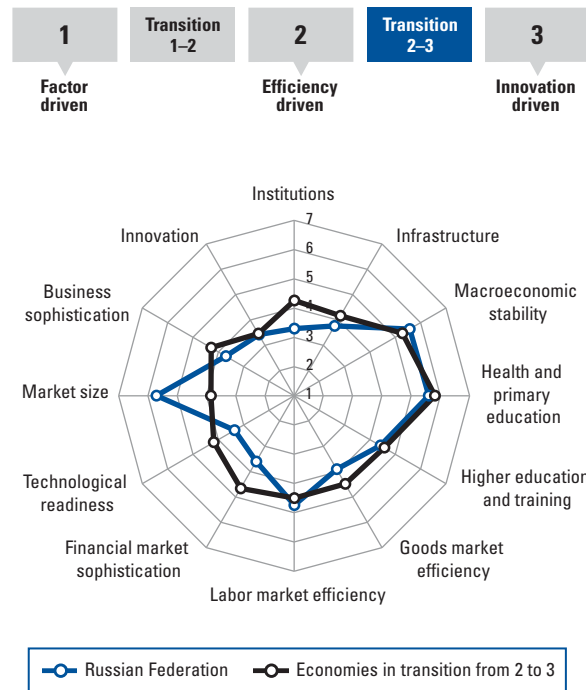 1
Transition
1–2
2
Transition
2–3
3
Factor
driven
Efficiency
driven
Innovation
driven
Institutions
7
Innovation
Infrastructure
6
5
Business
sophistication
Macroeconomic
stability
4
3
Market size
2
1
Health and
primary
education
Technological
readiness
Higher education
and training
Financial market
sophistication
Goods market
efficiency
Labor market efficiency
Russian Federation
Economies in transition from 2 to 3